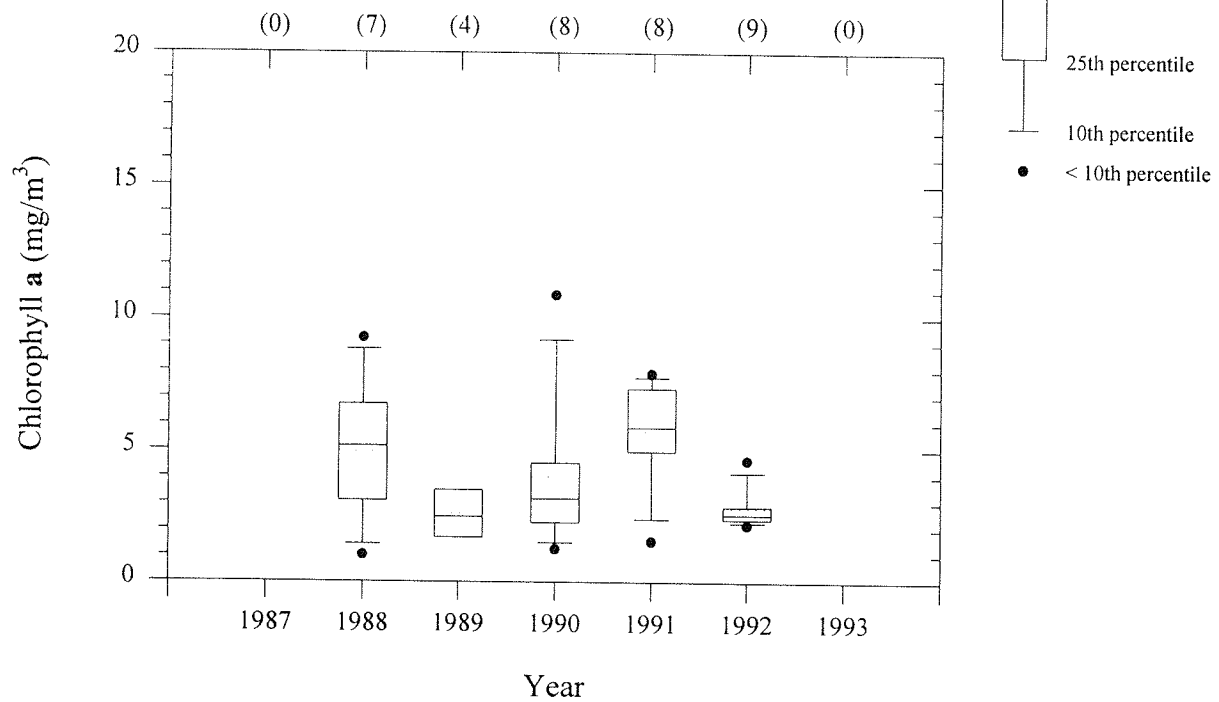 (0) (7) (4) (8) (8) (9) (0)
20
15
10
5
0
Chlorophyll a (mg/m³)
1987 1988 1989 1990 1991 1992 1993
Year
25th percentile
10th percentile
< 10th percentile